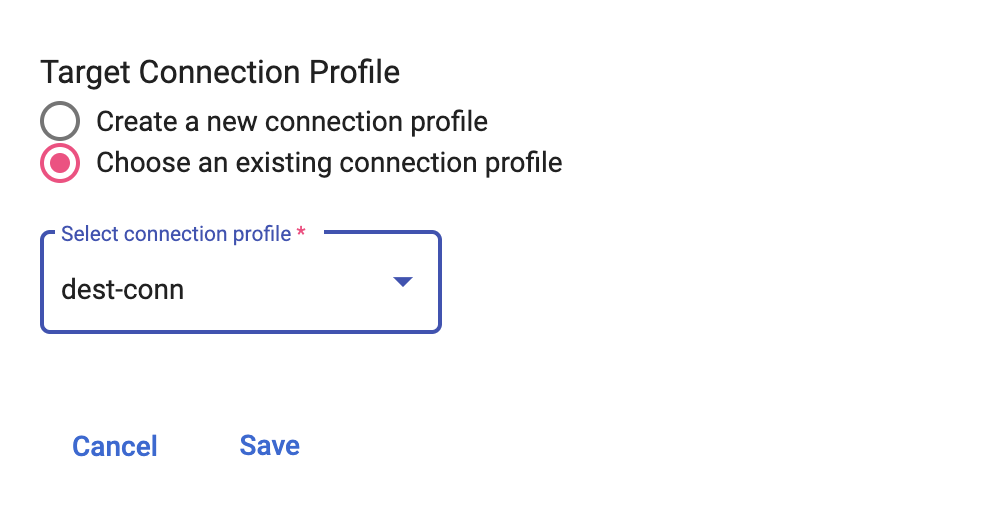 Target Connection Profile
Create a new connection profile
Choose an existing connection profile
Select connection profile *
dest-conn
Cancel Save